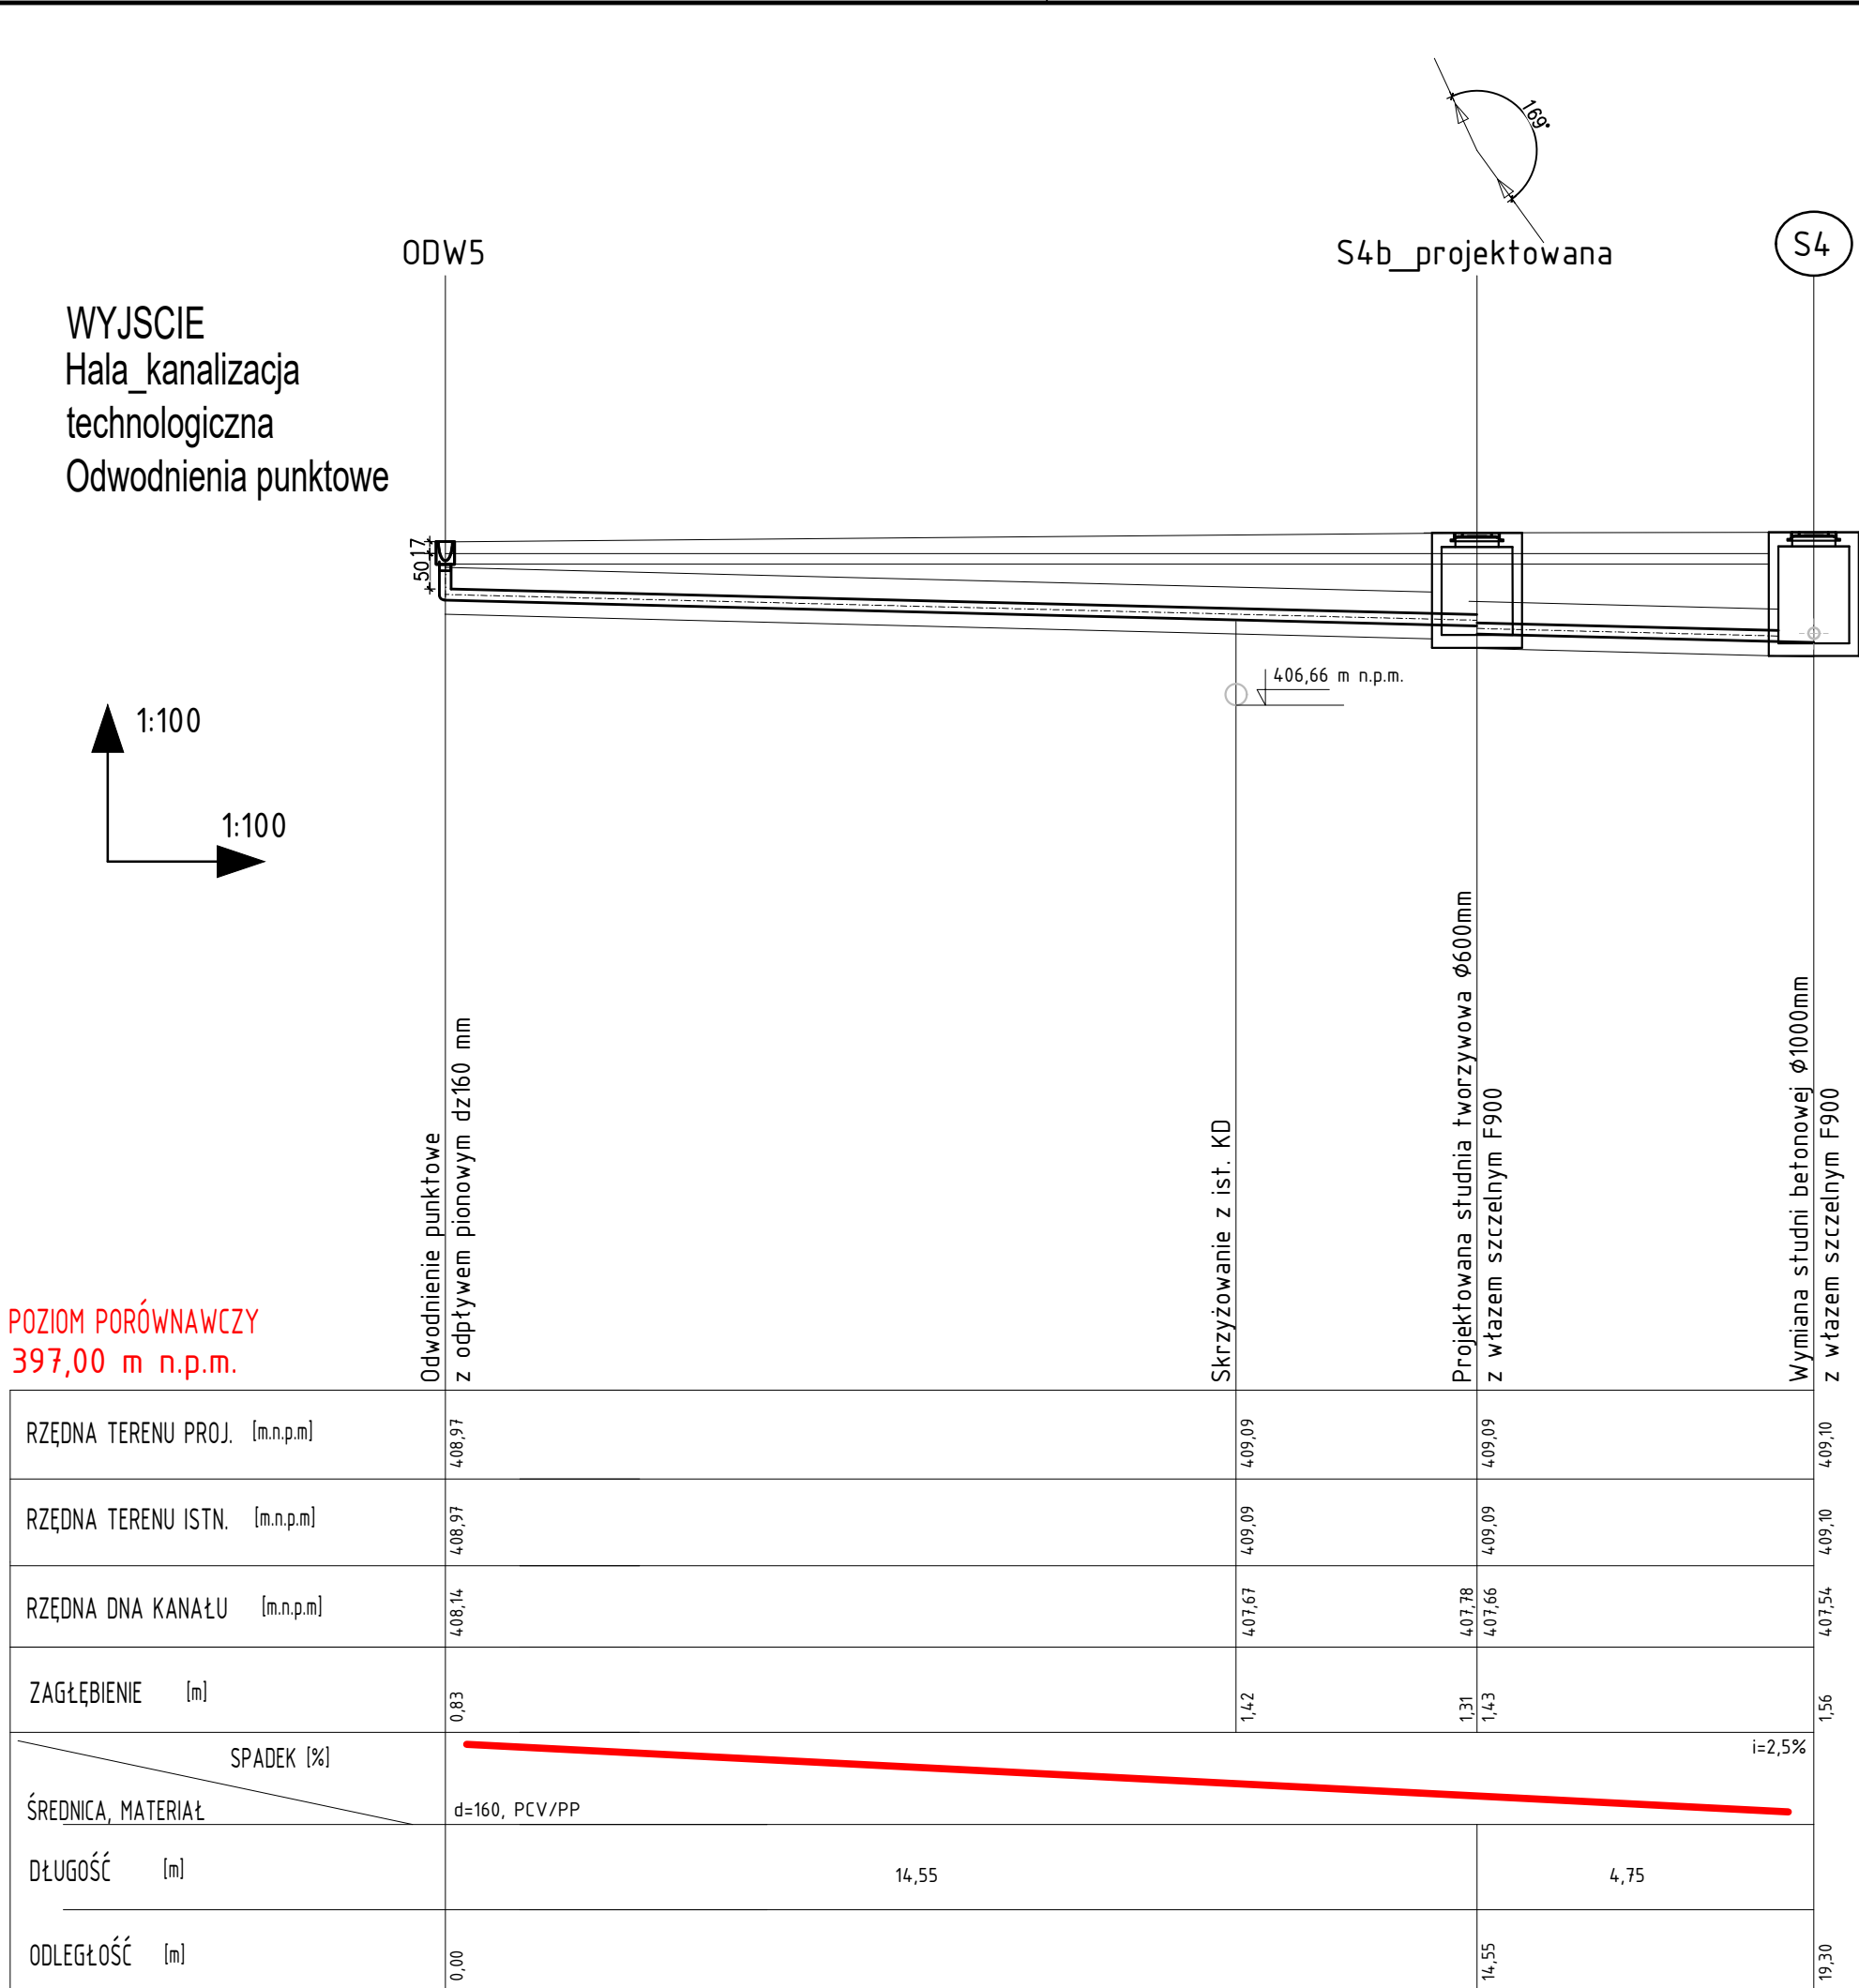 169°
ODW5
S4b_projektowana
S4
WYJSCIE
Hala_kanalizacja
technologiczna
Odwodnienia punktowe
17
50
406,66 m n.p.m.
1:100
1:100
Odwodnienie punktowe
z odpływem pionowym dz160 mm
Skrzyżowanie z ist. KD
Projektowana studnia tworzywowa ϕ600mm
z włazem szczelnym F900
Wymiana studni betonowej ϕ1000mm
z włazem szczelnym F900
POZIOM PORÓWNAWCZY
397,00 m n.p.m.
RZĘDNA TERENU PROJ. [m.n.p.m] 408,97 409,09 409,09 409,10
RZĘDNA TERENU ISTN. [m.n.p.m] 408,97 409,09 409,09 409,10
RZĘDNA DNA KANAŁU [m.n.p.m] 408,14 407,67 407,78 407,66 407,54
ZAGŁĘBIENIE [m] 0,83 1,42 1,31 1,43 1,56
SPADEK [%] i=2,5%
ŚREDNICA, MATERIAŁ d=160, PCV/PP
DŁUGOŚĆ [m] 14,55 4,75
ODLEGŁOŚĆ [m] 0,00 14,55 19,30